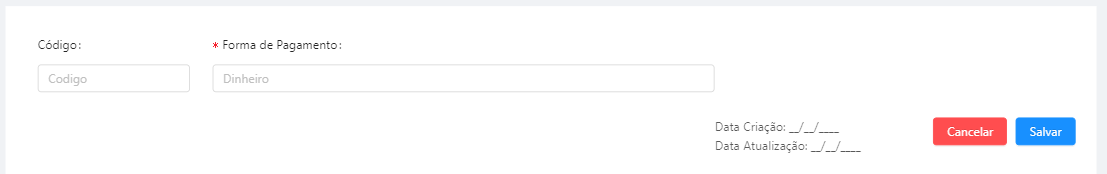 Código:
* Forma de Pagamento:
Codigo
Dinheiro
Data Criação: __/__/____
Data Atualização: __/__/____
Cancelar
Salvar